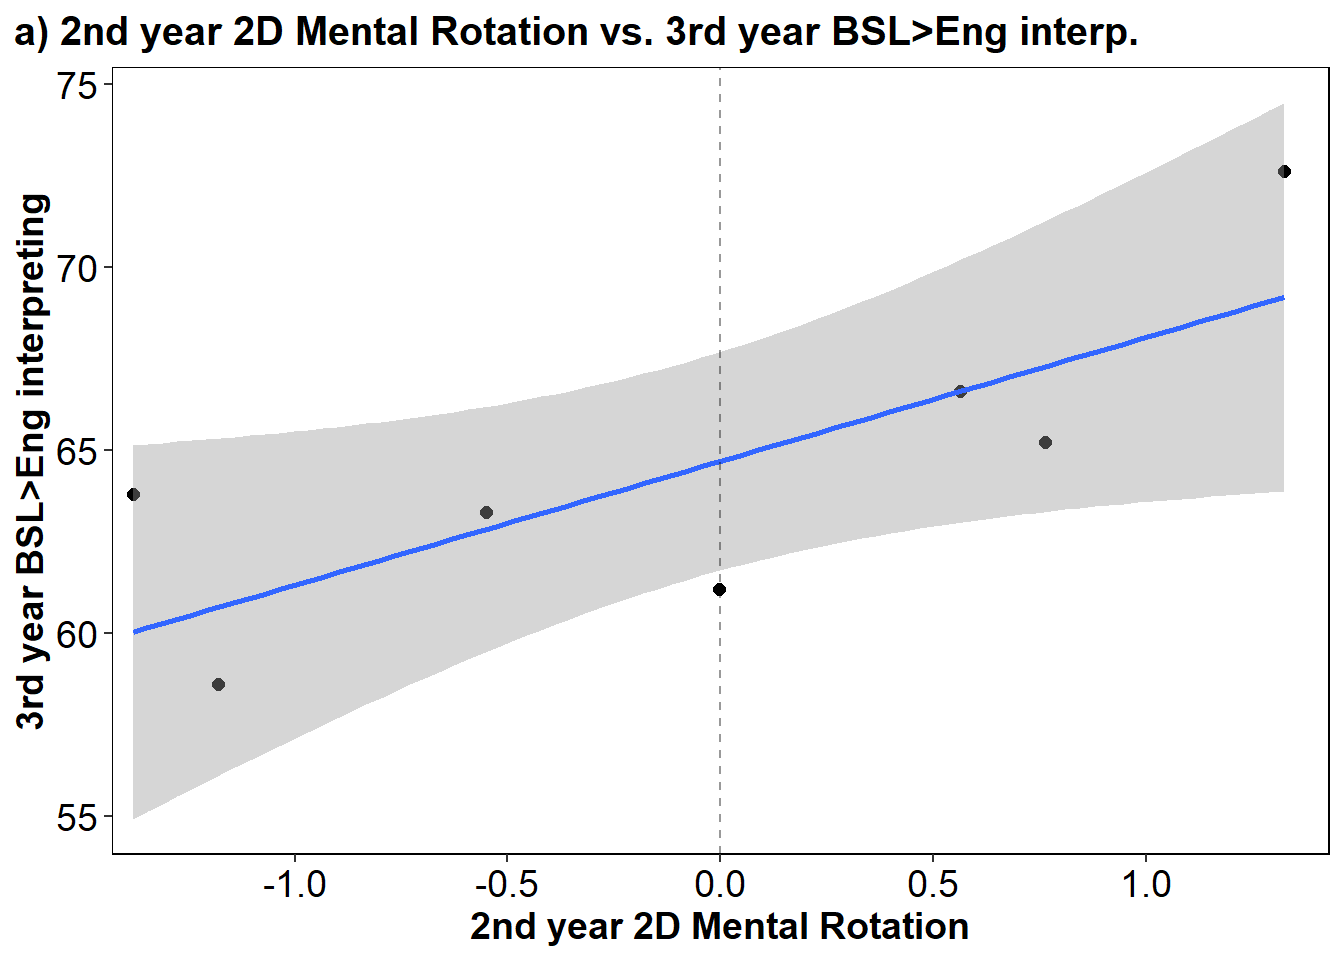 a) 2nd year 2D Mental Rotation vs. 3rd year BSL>Eng interp.
3rd year BSL>Eng interpreting
75
70
65
60
55
-1.0 -0.5 0.0 0.5 1.0
2nd year 2D Mental Rotation